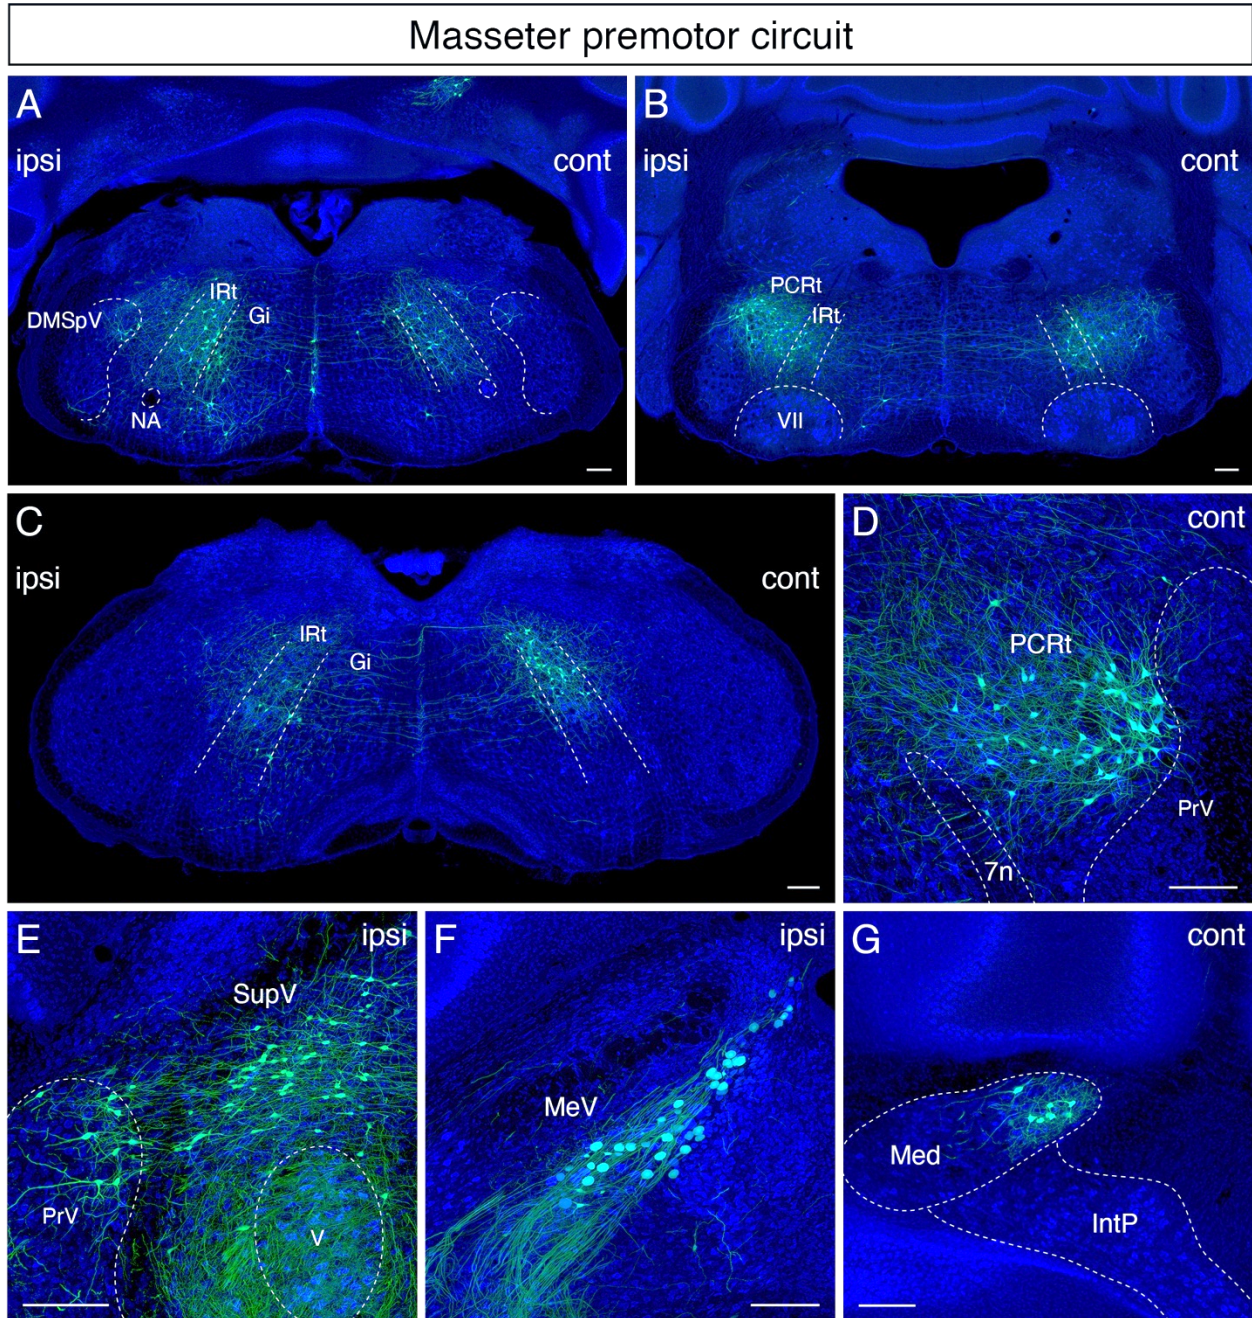 Masseter premotor circuit
A
ipsi
cont
IRt
DMSpV
Gi
NA
B
ipsi
cont
PCRt
IRt
VII
C
ipsi
cont
IRt
Gi
D
cont
PCRt
PrV
7n
E
ipsi
SupV
PrV
V
F
ipsi
MeV
G
cont
Med
IntP